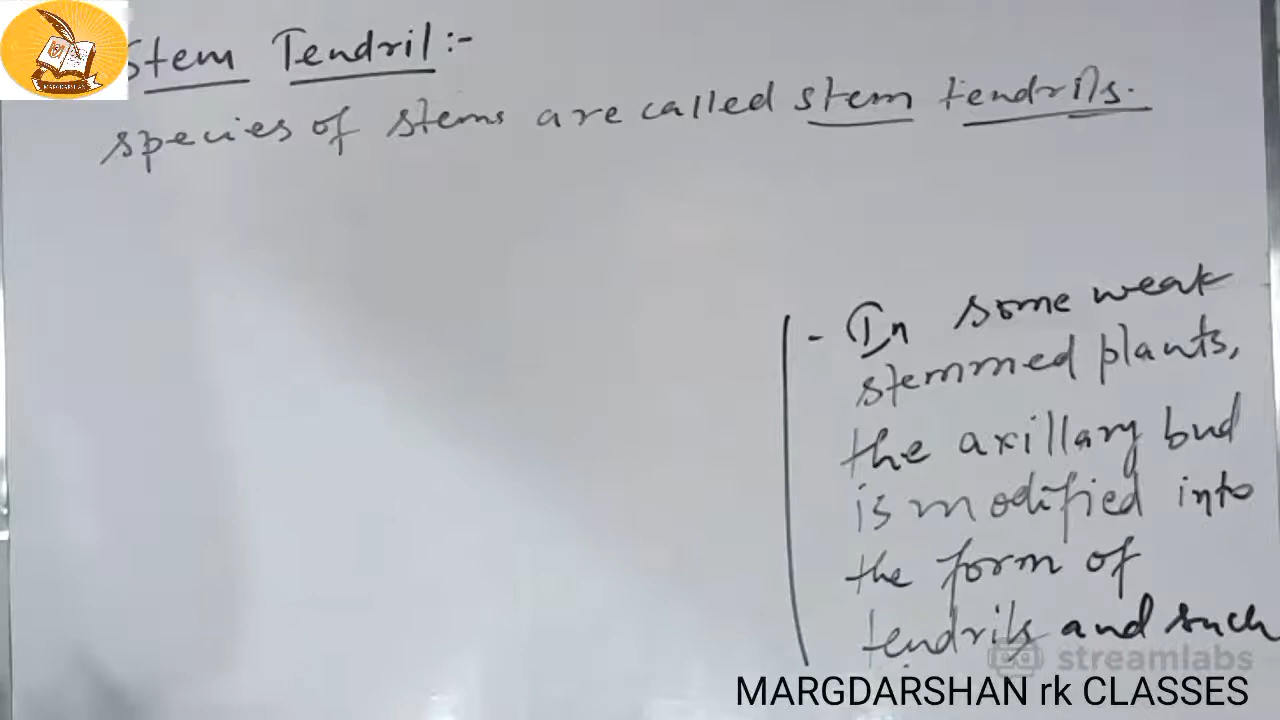 Stem Tendril :-
species of stems are called stem tendrils.
- In some weak
stemmed plants,
the axillary bud
is modified into
the form of
tendrils and such
streamlabs
MARGDARSHAN rk CLASSES
MARGDARSHAN